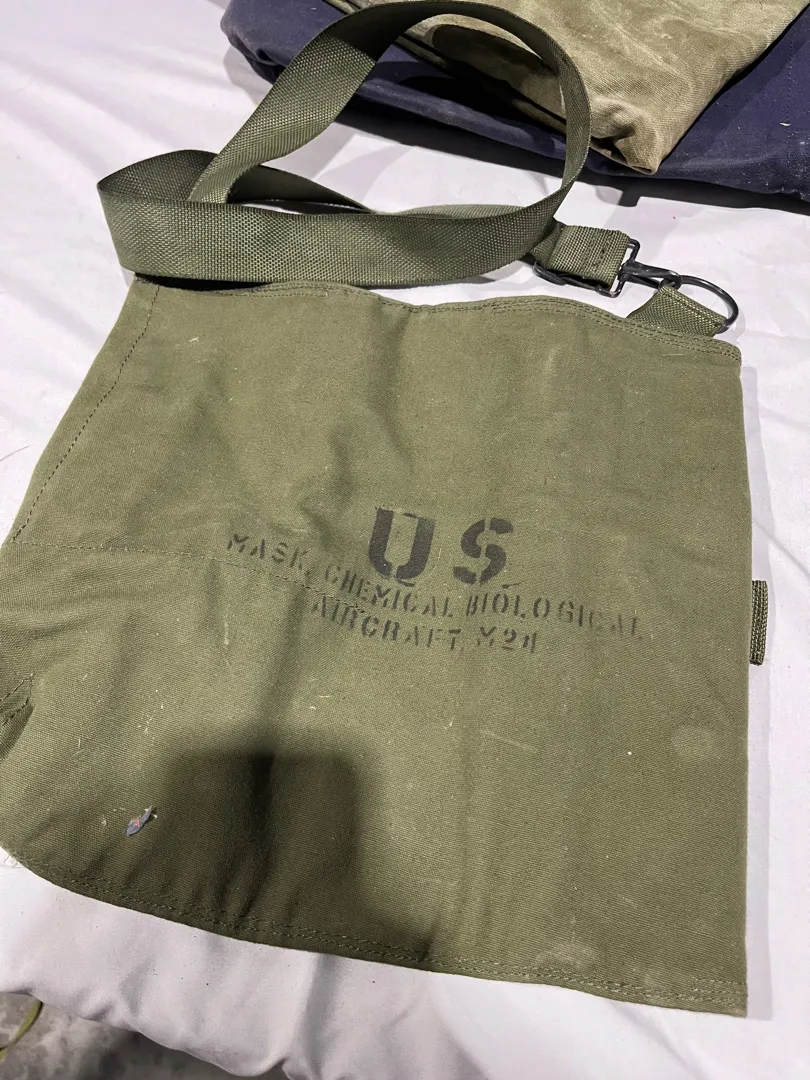 US
MASK, CHEMICAL BIOLOGICAL
AIRCRAFT, M24